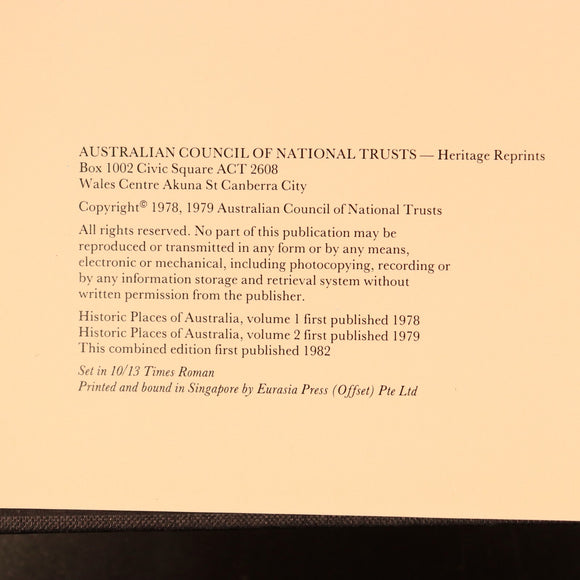 AUSTRALIAN COUNCIL OF NATIONAL TRUSTS — Heritage Reprints
Box 1002 Civic Square ACT 2608
Wales Centre Akuna St Canberra City
Copyright© 1978, 1979 Australian Council of National Trusts
All rights reserved. No part of this publication may be
reproduced or transmitted in any form or by any means,
electronic or mechanical, including photocopying, recording or
by any information storage and retrieval system without
written permission from the publisher.
Historic Places of Australia, volume 1 first published 1978
Historic Places of Australia, volume 2 first published 1979
This combined edition first published 1982
Set in 10/13 Times Roman
Printed and bound in Singapore by Eurasia Press (Offset) Pte Ltd